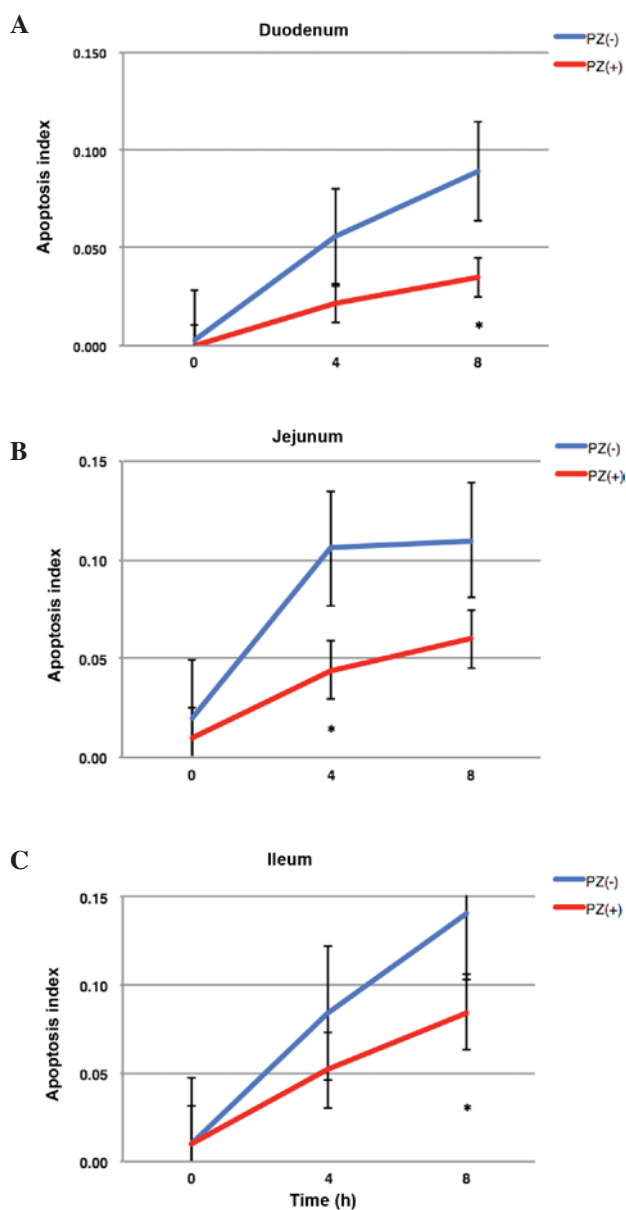 A
Duodenum
PZ(-)
PZ(+)
0.150
0.100
0.050
0.000
Apoptosis index
0 4 8
*
B
Jejunum
PZ(-)
PZ(+)
0.15
0.10
0.05
0.00
Apoptosis index
0 4 8
*
C
Ileum
PZ(-)
PZ(+)
0.15
0.10
0.05
0.00
Apoptosis index
0 4 8
*
Time (h)